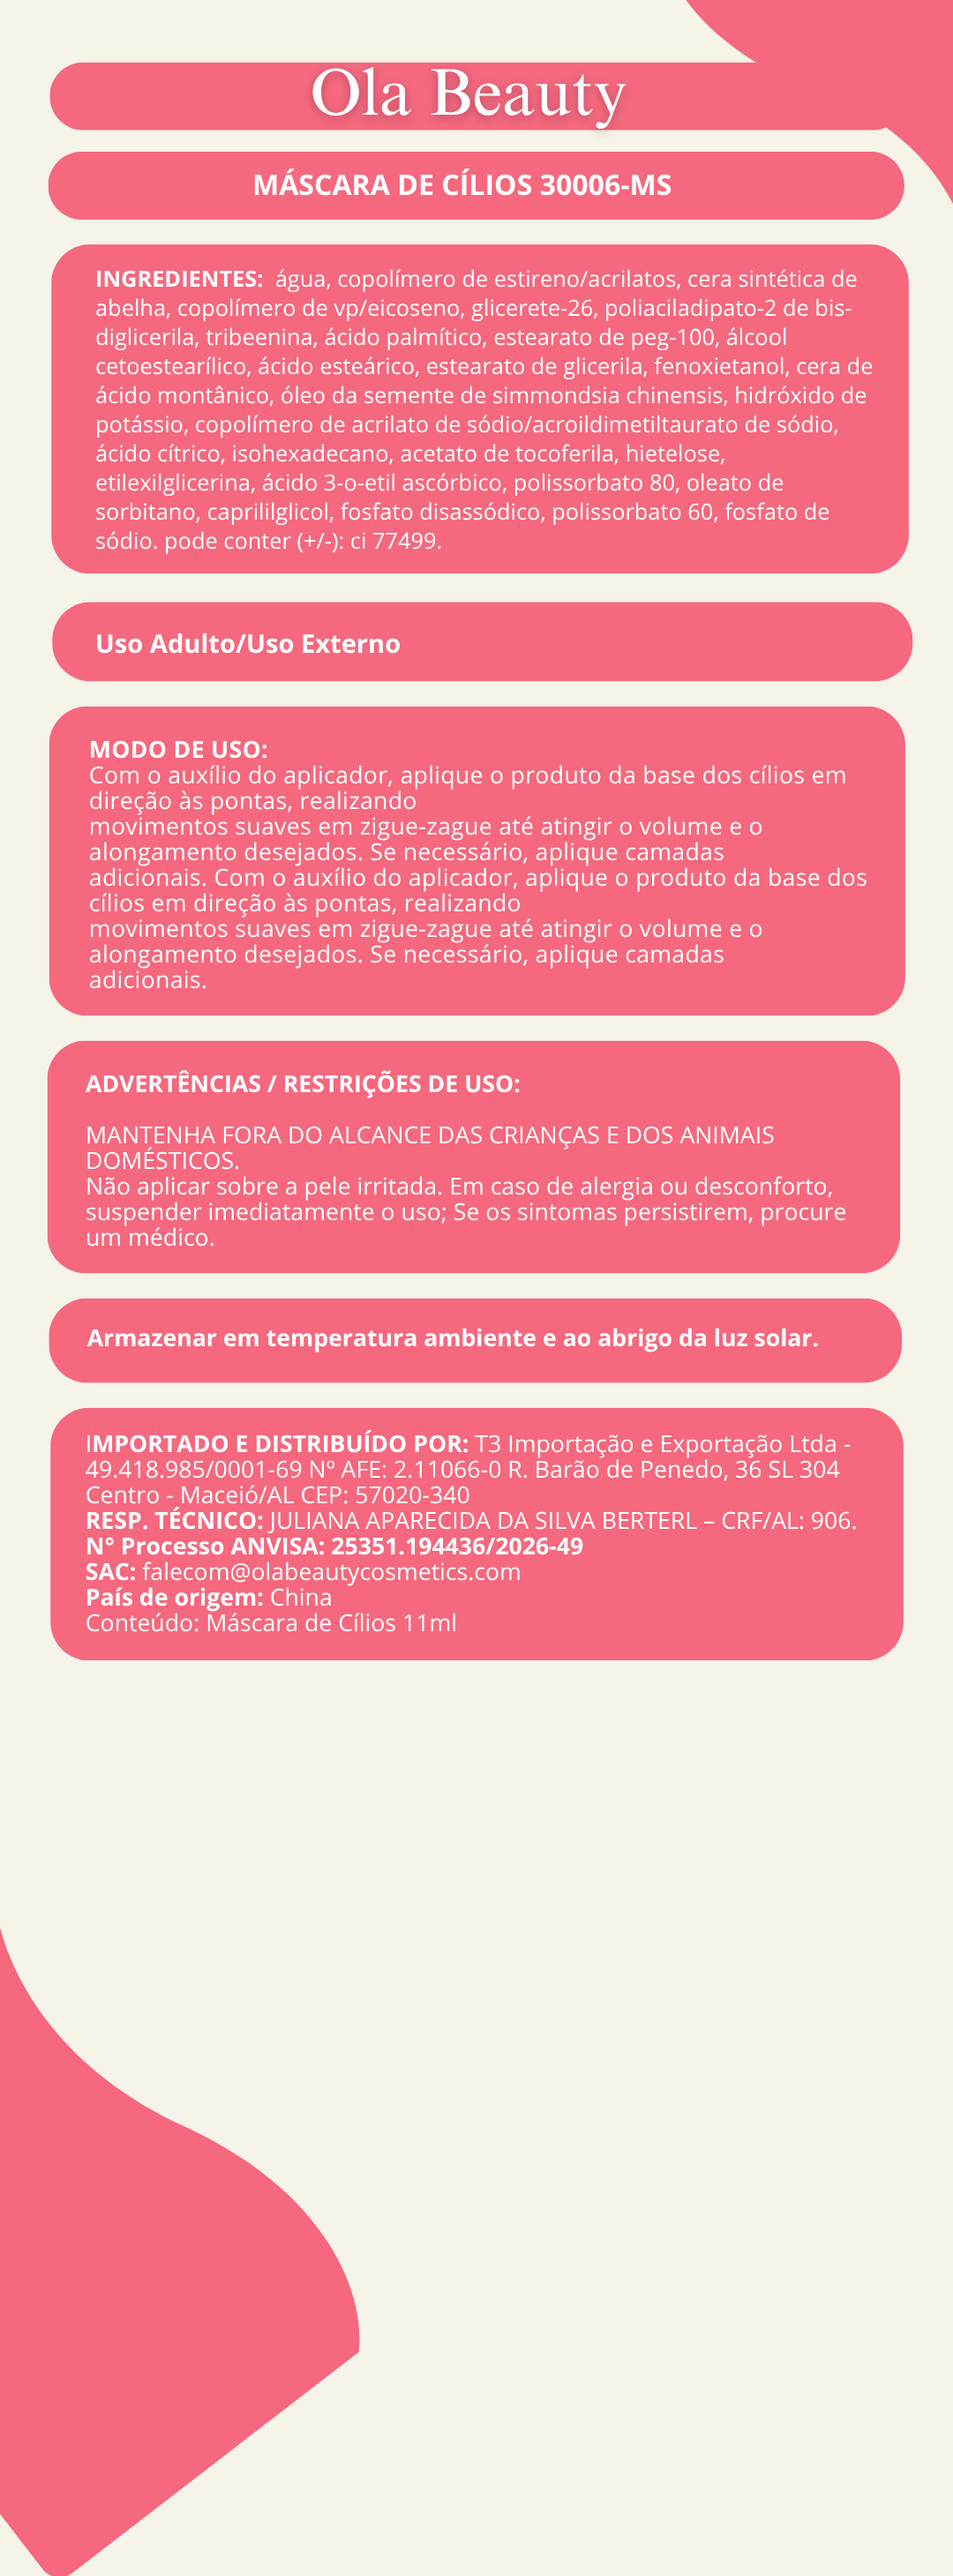 Ola Beauty
MÁSCARA DE CÍLIOS 30006-MS
INGREDIENTES: água, copolímero de estireno/acrilatos, cera sintética de
abelha, copolímero de vp/eicoseno, glicerete-26, poliaciladipato-2 de bis-
diglicerila, tribeenina, ácido palmítico, estearato de peg-100, álcool
cetoestearílico, ácido esteárico, estearato de glicerila, fenoxietanol, cera de
ácido montânico, óleo da semente de simmondsia chinensis, hidróxido de
potássio, copolímero de acrilato de sódio/acroildimetiltaurato de sódio,
ácido cítrico, isohexadecano, acetato de tocoferila, hietelose,
etilexilglicerina, ácido 3-o-etil ascórbico, polissorbato 80, oleato de
sorbitano, caprililglicol, fosfato disassódico, polissorbato 60, fosfato de
sódio. pode conter (+/-): ci 77499.
Uso Adulto/Uso Externo
MODO DE USO:
Com o auxílio do aplicador, aplique o produto da base dos cílios em
direção às pontas, realizando
movimentos suaves em zigue-zague até atingir o volume e o
alongamento desejados. Se necessário, aplique camadas
adicionais. Com o auxílio do aplicador, aplique o produto da base dos
cílios em direção às pontas, realizando
movimentos suaves em zigue-zague até atingir o volume e o
alongamento desejados. Se necessário, aplique camadas
adicionais.
ADVERTÊNCIAS / RESTRIÇÕES DE USO:
MANTENHA FORA DO ALCANCE DAS CRIANÇAS E DOS ANIMAIS
DOMÉSTICOS.
Não aplicar sobre a pele irritada. Em caso de alergia ou desconforto,
suspender imediatamente o uso; Se os sintomas persistirem, procure
um médico.
Armazenar em temperatura ambiente e ao abrigo da luz solar.
IMPORTADO E DISTRIBUÍDO POR: T3 Importação e Exportação Ltda -
49.418.985/0001-69 Nº AFE: 2.11066-0 R. Barão de Penedo, 36 SL 304
Centro - Maceió/AL CEP: 57020-340
RESP. TÉCNICO: JULIANA APARECIDA DA SILVA BERTERL – CRF/AL: 906.
N° Processo ANVISA: 25351.194436/2026-49
SAC: falecom@olabeautycosmetics.com
País de origem: China
Conteúdo: Máscara de Cílios 11ml